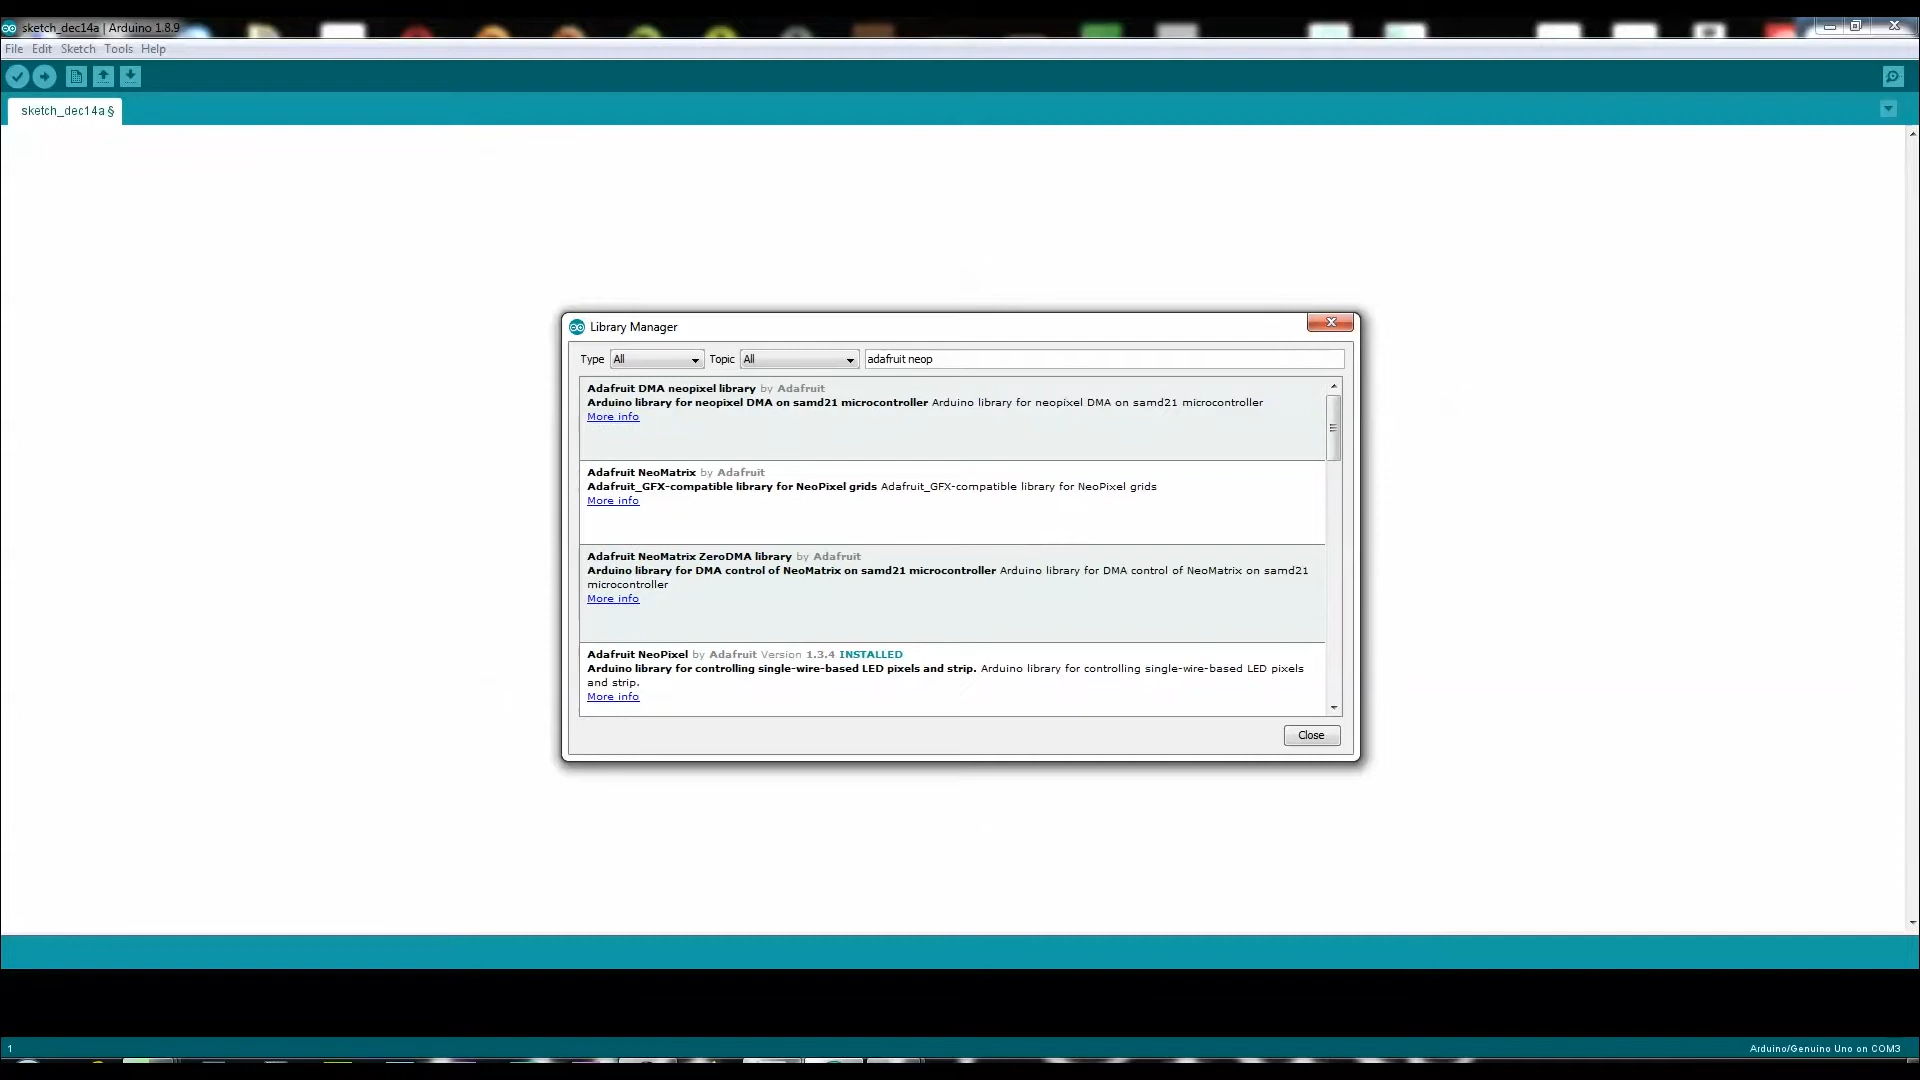 sketch_dec14a | Arduino 1.8.9
File Edit Sketch Tools Help
sketch_dec14a §
Library Manager
Type All Topic All adafruit neop
Adafruit DMA neopixel library by Adafruit
Arduino library for neopixel DMA on samd21 microcontroller Arduino library for neopixel DMA on samd21 microcontroller
More info
Adafruit NeoMatrix by Adafruit
Adafruit_GFX-compatible library for NeoPixel grids Adafruit_GFX-compatible library for NeoPixel grids
More info
Adafruit NeoMatrix ZeroDMA library by Adafruit
Arduino library for DMA control of NeoMatrix on samd21 microcontroller Arduino library for DMA control of NeoMatrix on samd21
microcontroller
More info
Adafruit NeoPixel by Adafruit Version 1.3.4 INSTALLED
Arduino library for controlling single-wire-based LED pixels and strip. Arduino library for controlling single-wire-based LED pixels
and strip.
More info
Close
1
Arduino/Genuino Uno on COM3